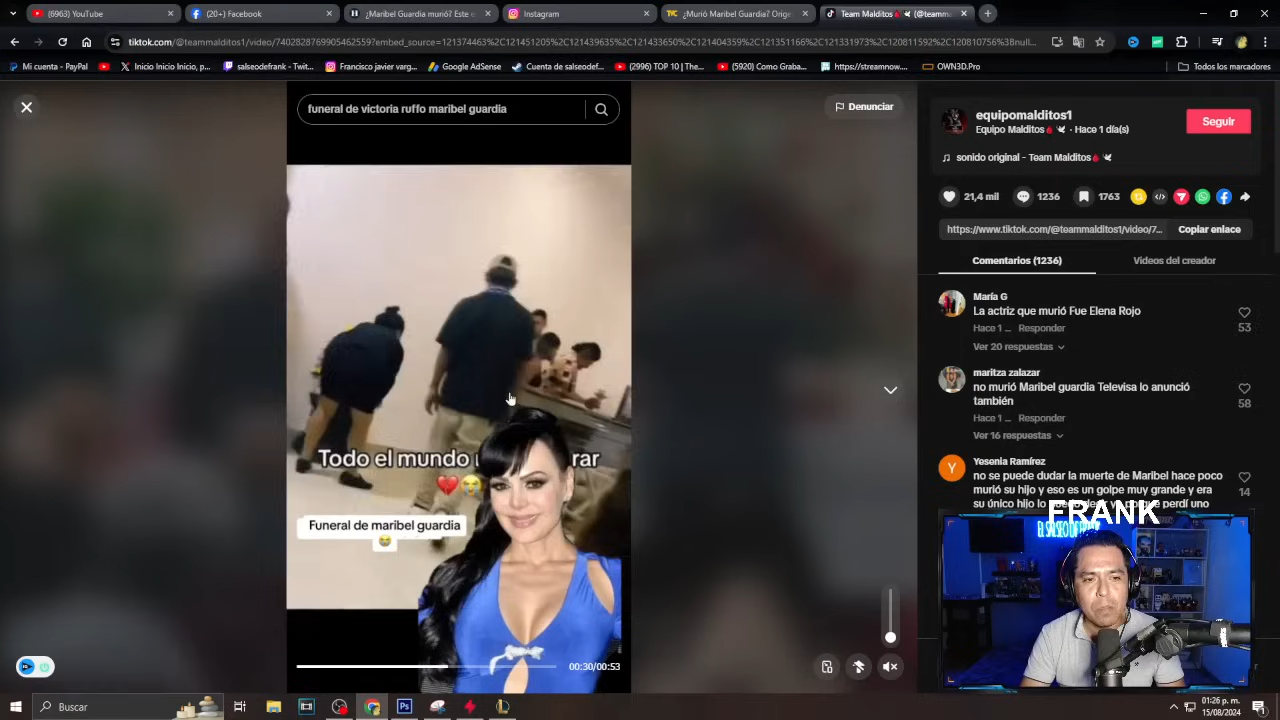 (6963) YouTube
(20+) Facebook
¿Maribel Guardia murió? Este c
Instagram
¿Murió Maribel Guardia? Orige
Team Malditos🩸🕊 (@teamm
tiktok.com/@teammalditos1/video/7402828769905462559?embed_source=121374463%2C121451205%2C121439635%2C121433650%2C121404359%2C121351166%2C121331973%2C120811592%2C120810756%3Bnull...
Mi cuenta - PayPal
Inicio Inicio Inicio, p...
salseodefrank - Twit...
Francisco javier varg...
Google AdSense
Cuenta de salseodef...
(2996) TOP 10 | The...
(5920) Como Graba...
https://streamnow...
OWN3D.Pro
Todos los marcadores
funeral de victoria ruffo maribel guardia
Denunciar
Todo el mundo
rar
💔😭
Funeral de maribel guardia
😭
00:30/00:53
equipomalditos1
Equipo Malditos🩸🕊 · Hace 1 día(s)
Seguir
sonido original - Team Malditos🩸🕊
21,4 mil
1236
1763
https://www.tiktok.com/@teammalditos1/video/7...
Copiar enlace
Comentarios (1236)
Videos del creador
María G
La actriz que murió Fue Elena Rojo
Hace 1 ...
Responder
53
Ver 20 respuestas
maritza zalazar
no murió Maribel guardia Televisa lo anunció
también
Hace 1 ...
Responder
58
Ver 16 respuestas
Y
Yesenia Ramírez
no se puede dudar la muerte de Maribel hace poco
murió su hijo y eso es un golpe muy grande y era
su único hijo lo
perdí uno
14
FRANK
EL SALSEO DE
Buscar
Ps
01:26 p. m.
15/08/2024